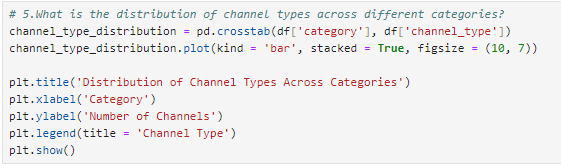 # 5.What is the distribution of channel types across different categories?
channel_type_distribution = pd.crosstab(df['category'], df['channel_type'])
channel_type_distribution.plot(kind = 'bar', stacked = True, figsize = (10, 7))
plt.title('Distribution of Channel Types Across Categories')
plt.xlabel('Category')
plt.ylabel('Number of Channels')
plt.legend(title = 'Channel Type')
plt.show()